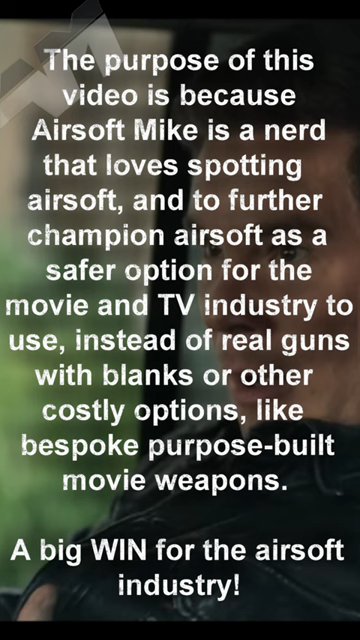 AM
The purpose of this
video is because
Airsoft Mike is a nerd
that loves spotting
airsoft, and to further
champion airsoft as a
safer option for the
movie and TV industry to
use, instead of real guns
with blanks or other
costly options, like
bespoke purpose-built
movie weapons.
A big WIN for the airsoft
industry!